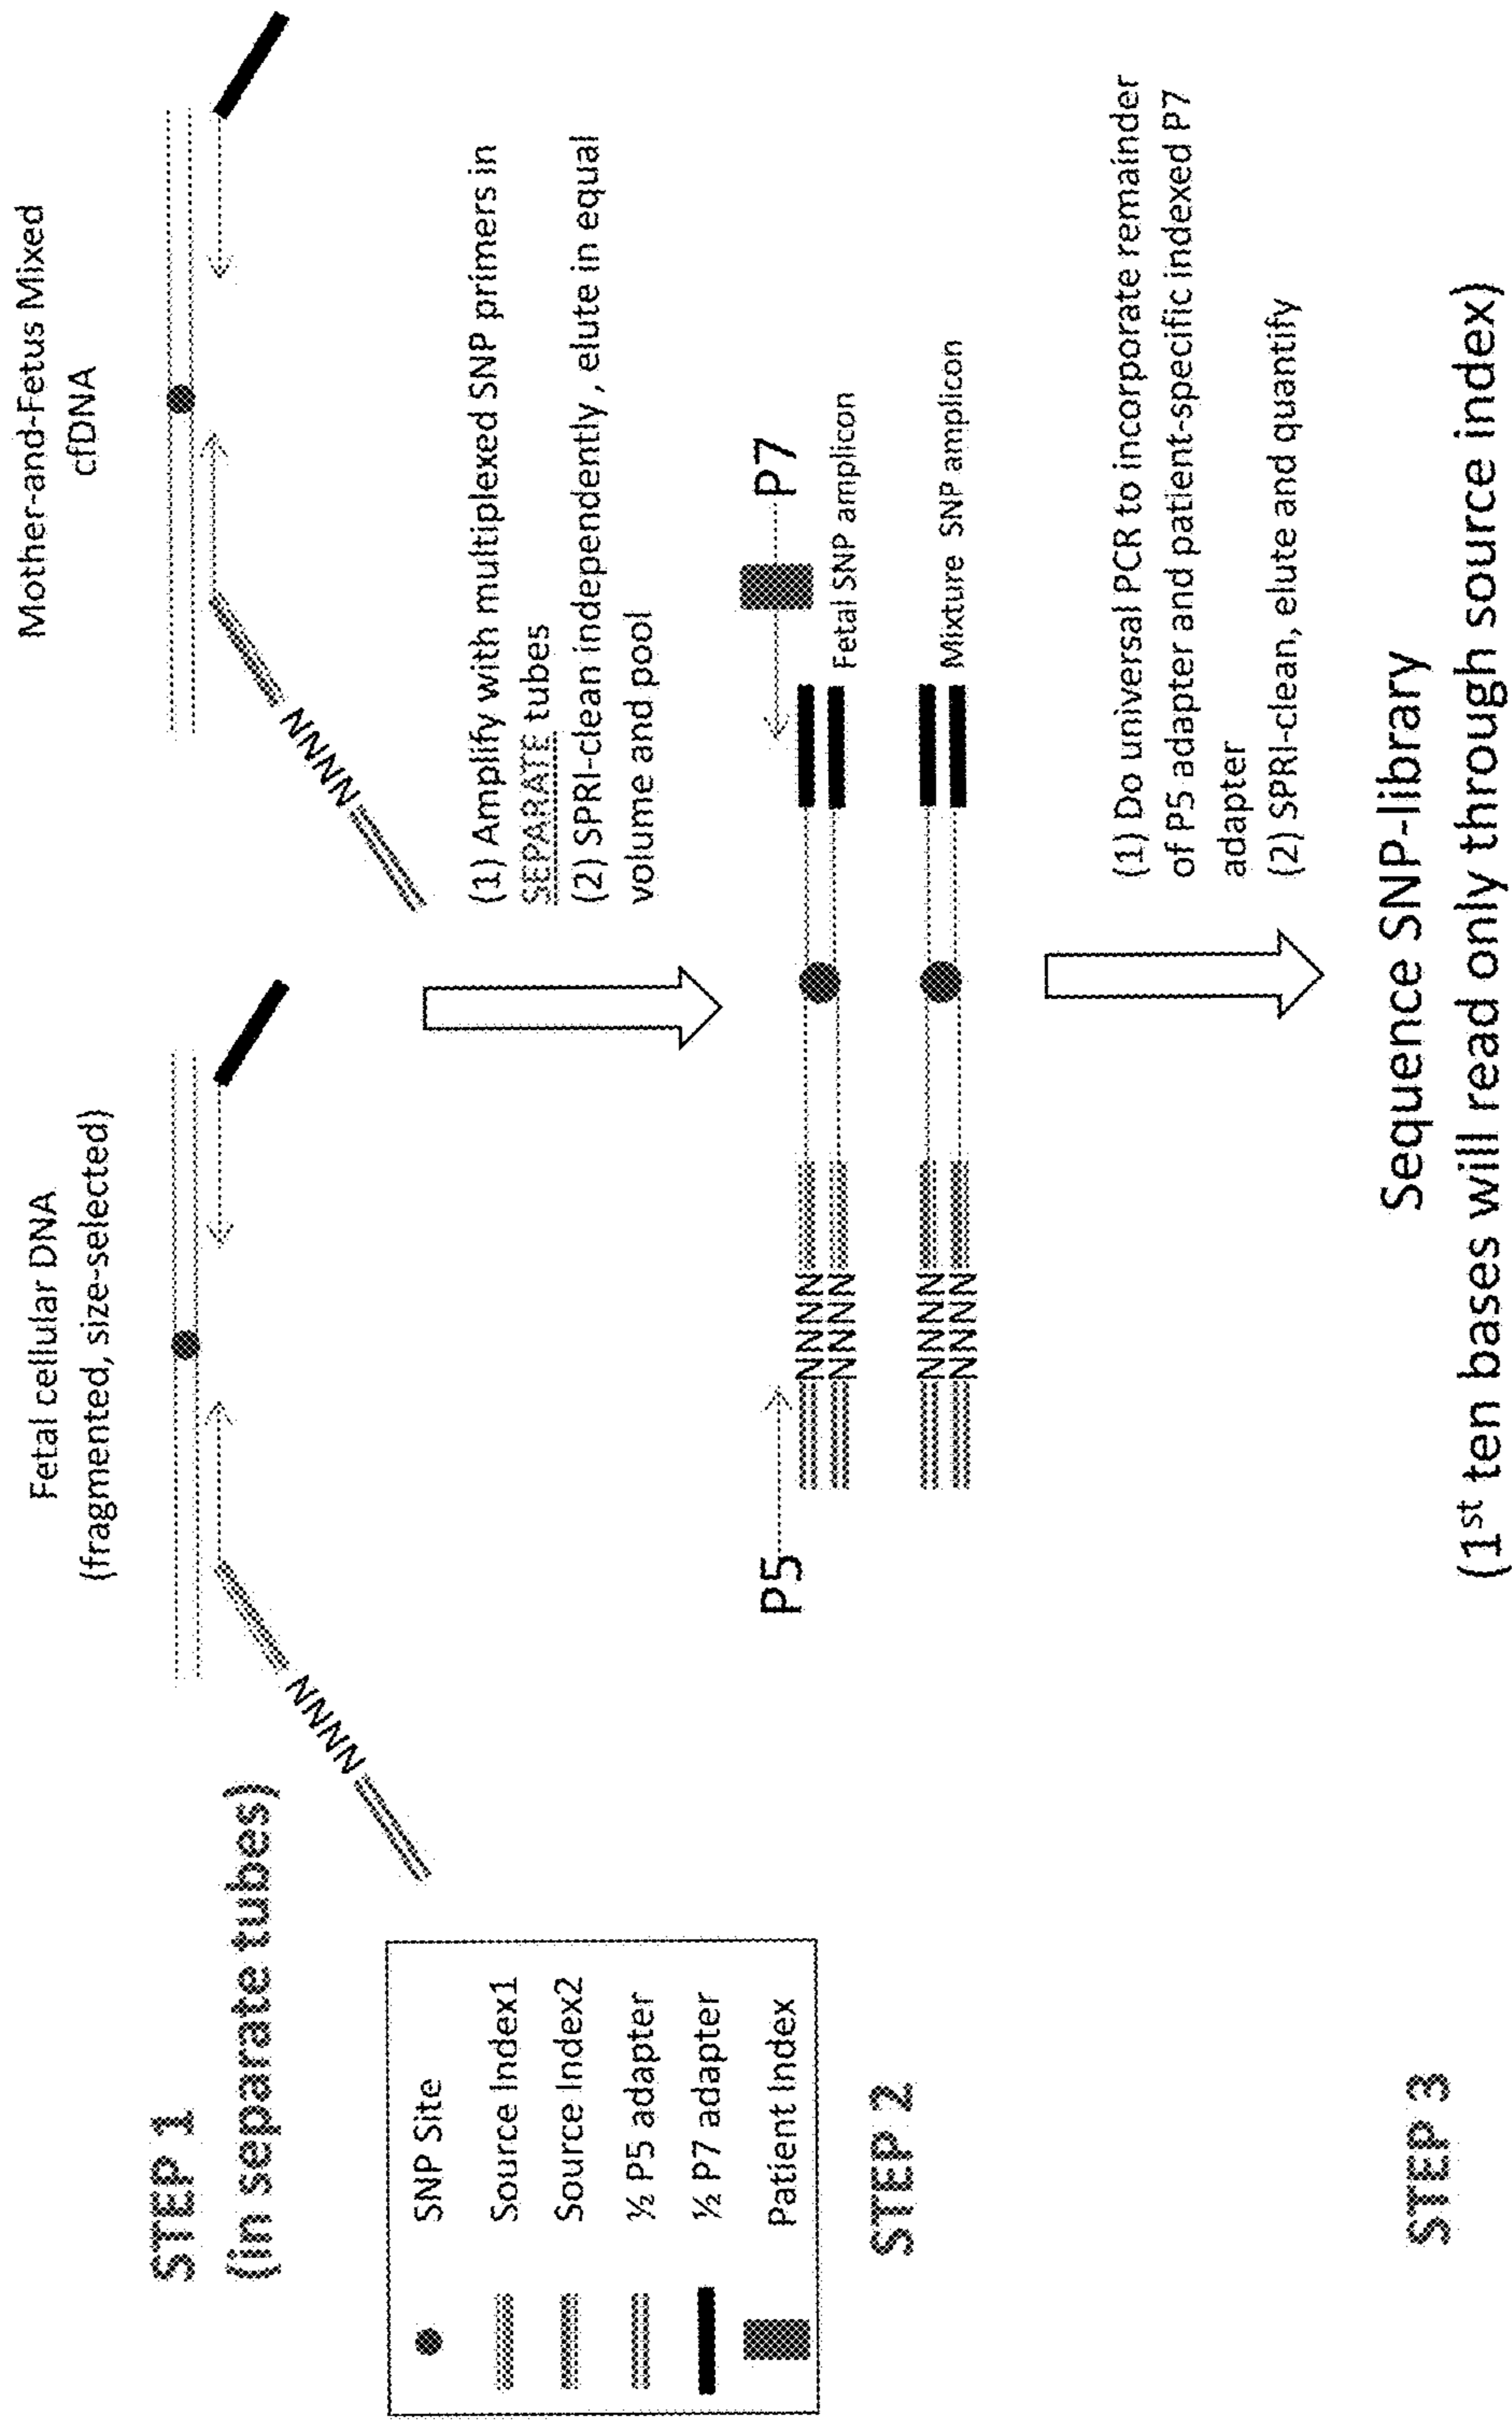 STEP 1
(in separate tubes)
Fetal cellular DNA
(fragmented, size-selected)
Mother-and-Fetus Mixed
cfDNA
NNNN
NNNN
SNP Site
Source Index1
Source Index2
½ P5 adapter
½ P7 adapter
Patient Index
(1) Amplify with multiplexed SNP primers in
SEPARATE tubes
(2) SPRI-clean independently , elute in equal
volume and pool
STEP 2
P5
P7
NNNN
NNNN
Fetal SNP amplicon
NNNN
NNNN
Mixture SNP amplicon
(1) Do universal PCR to incorporate remainder
of P5 adapter and patient-specific indexed P7
adapter
(2) SPRI-clean, elute and quantify
STEP 3
Sequence SNP-library
(1st ten bases will read only through source index)